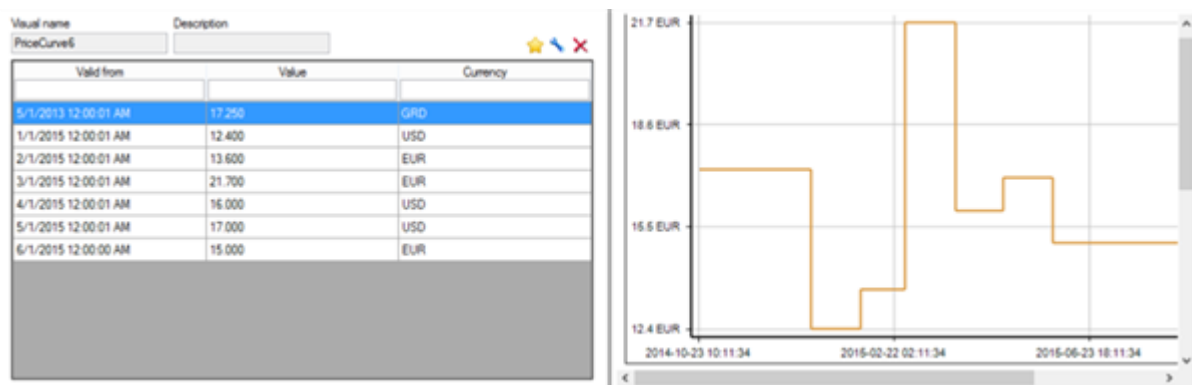 Visual name Description
PriceCurve6
Valid from Value Currency
5/1/2013 12:00:01 AM 17.250 GRD
1/1/2015 12:00:01 AM 12.400 USD
2/1/2015 12:00:01 AM 13.600 EUR
3/1/2015 12:00:01 AM 21.700 EUR
4/1/2015 12:00:01 AM 16.000 USD
5/1/2015 12:00:01 AM 17.000 USD
6/1/2015 12:00:00 AM 15.000 EUR
21.7 EUR
18.6 EUR
15.5 EUR
12.4 EUR
2014-10-23 10:11:34 2015-02-22 02:11:34 2015-06-23 18:11:34